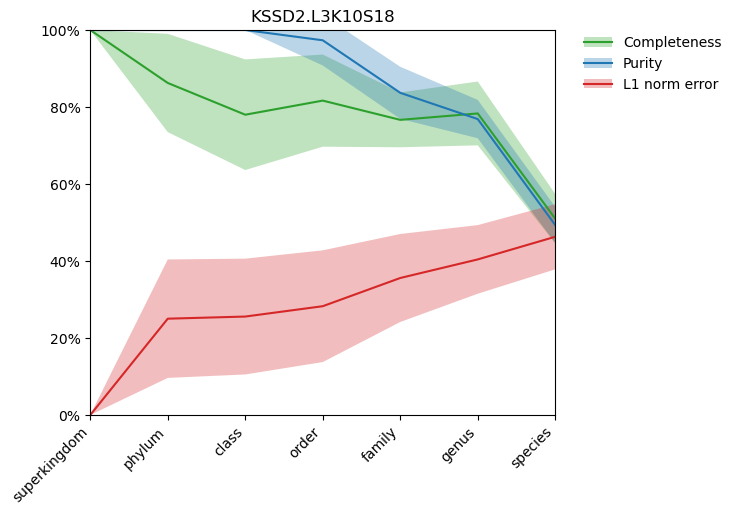 KSSD2.L3K10S18
100%
80%
60%
40%
20%
0%
superkingdom
phylum
class
order
family
genus
species
Completeness
Purity
L1 norm error